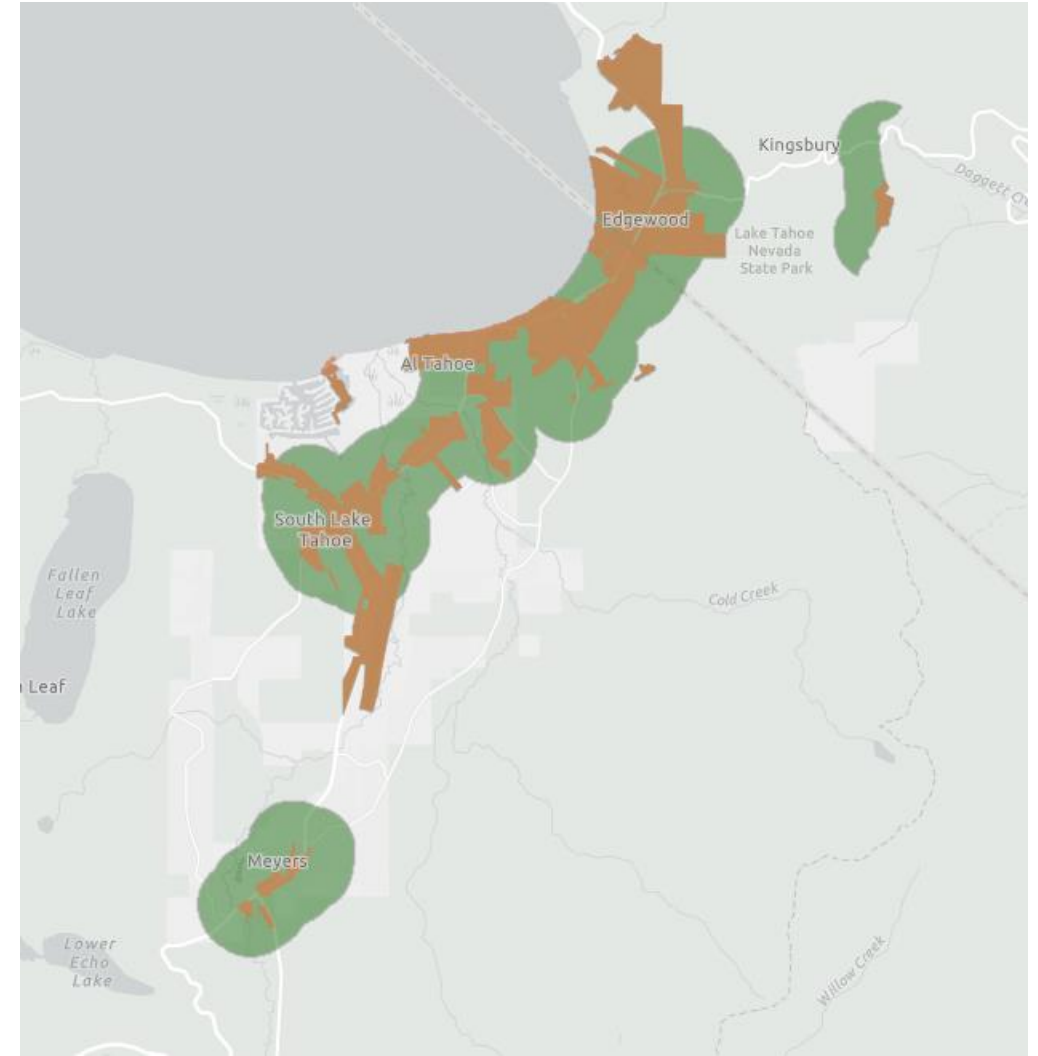 Kingsbury
Daggett Cre
Edgewood
Lake Tahoe
Nevada
State Park
Al Tahoe
South Lake
Tahoe
Fallen
Leaf
Lake
Cold Creek
Leaf
Meyers
Lower
Echo
Lake
Willow Creek